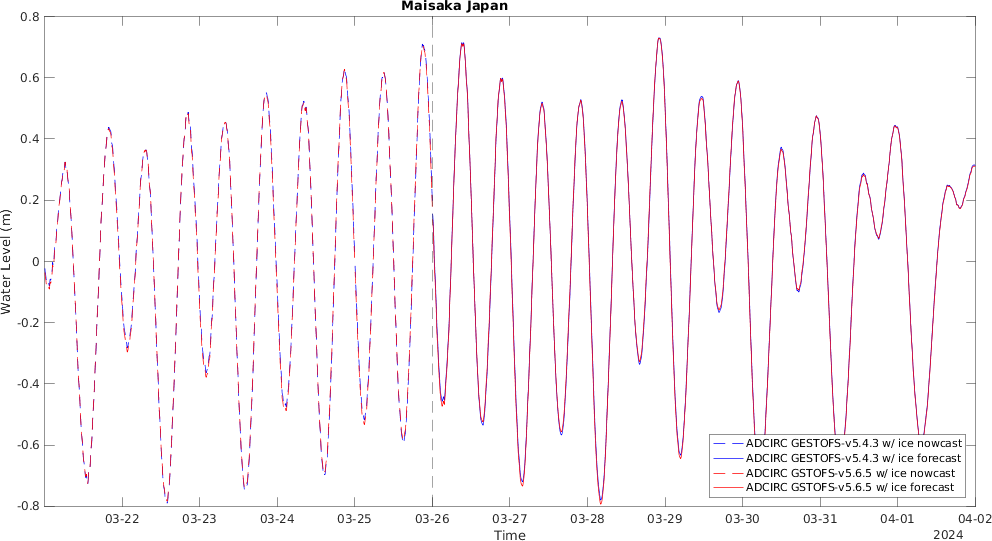 Maisaka Japan
0.8
0.6
0.4
0.2
0
-0.2
-0.4
-0.6
-0.8
Water Level (m)
ADCIRC GESTOFS-v5.4.3 w/ ice nowcast
ADCIRC GESTOFS-v5.4.3 w/ ice forecast
ADCIRC GSTOFS-v5.6.5 w/ ice nowcast
ADCIRC GSTOFS-v5.6.5 w/ ice forecast
03-22 03-23 03-24 03-25 03-26 03-27 03-28 03-29 03-30 03-31 04-01 04-02
Time
2024